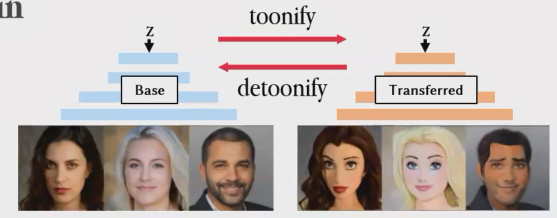 toonify
z
z
detoonify
Base
Transferred